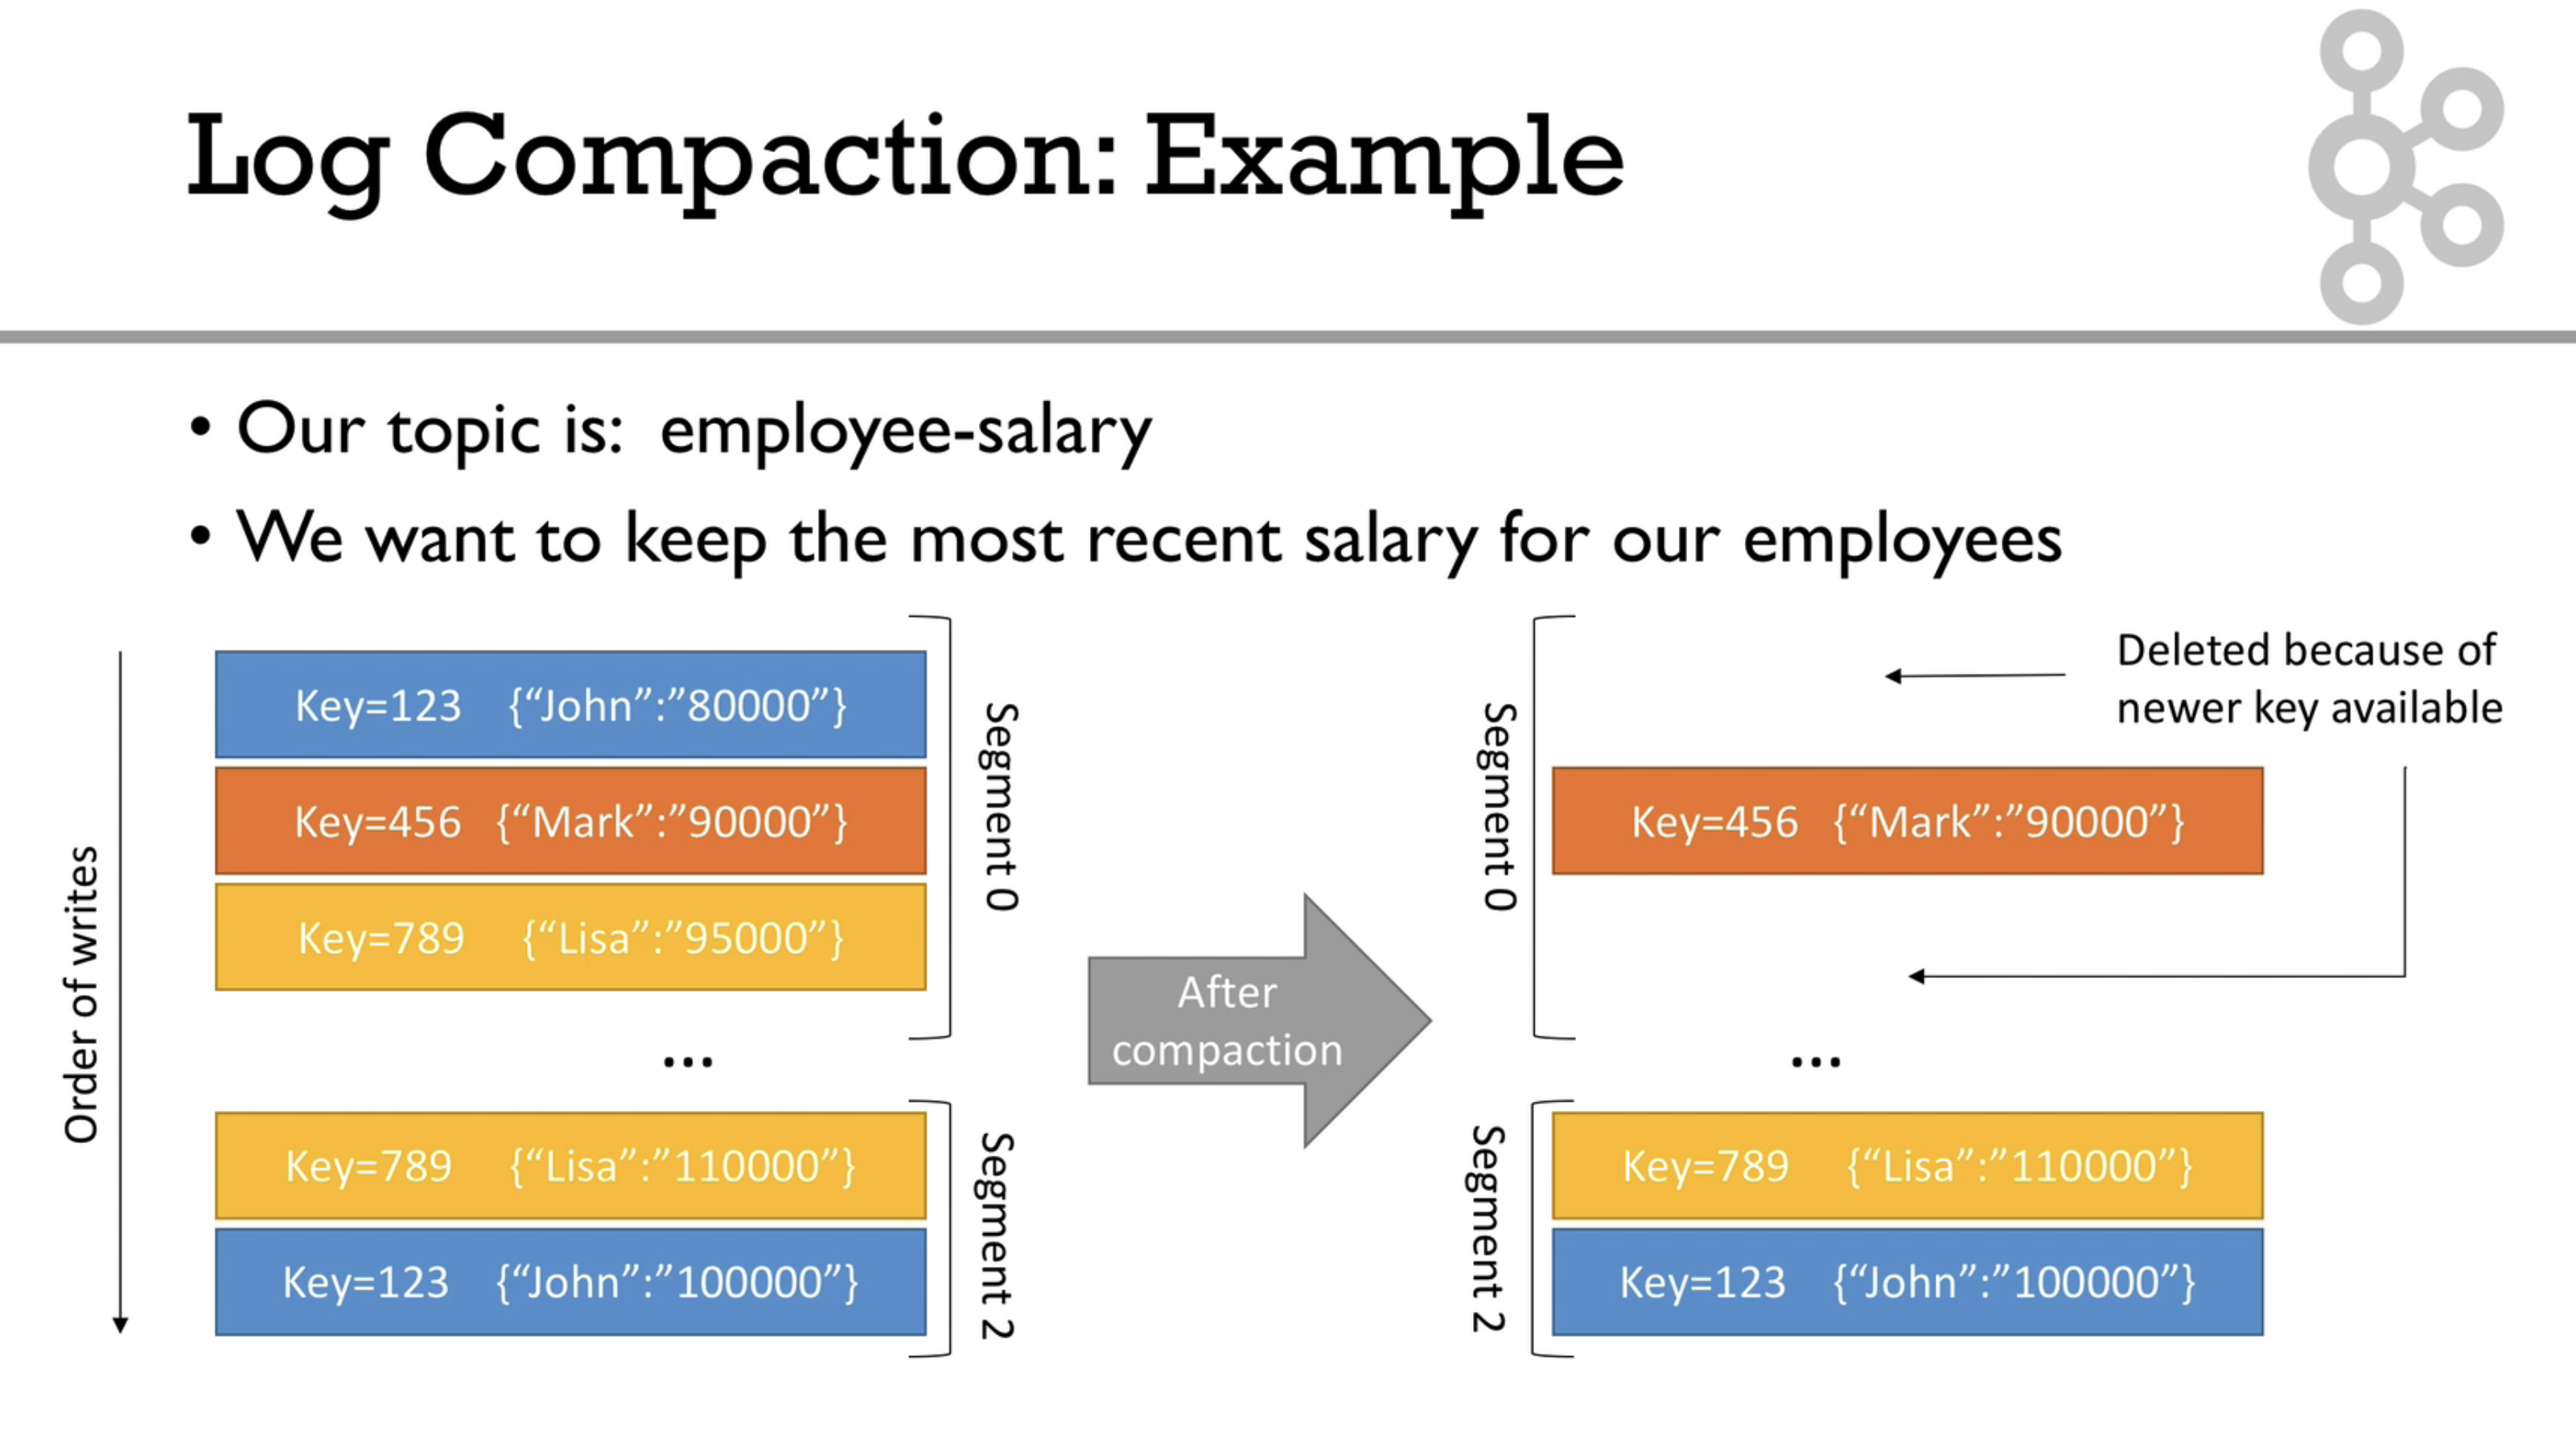 Log Compaction: Example
• Our topic is:  employee-salary
• We want to keep the most recent salary for our employees
Order of writes
Key=123 {“John”:”80000”}
Key=456 {“Mark”:”90000”}
Key=789 {“Lisa”:”95000”}
Segment 0
...
Key=789 {“Lisa”:”110000”}
Key=123 {“John”:”100000”}
Segment 2
After
compaction
Segment 0
Deleted because of
newer key available
Key=456 {“Mark”:”90000”}
...
Segment 2
Key=789 {“Lisa”:”110000”}
Key=123 {“John”:”100000”}